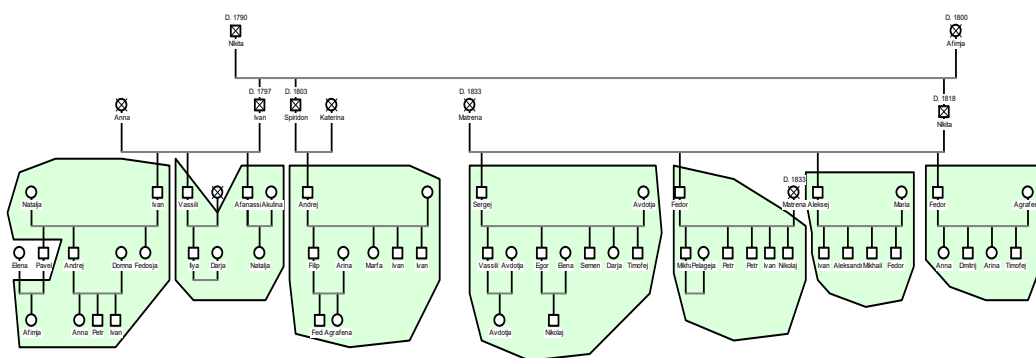 D. 1790
D. 1800
Nikita
Afimja
D. 1797
D. 1803
D. 1833
D. 1818
Anna
Ivan
Spiridon
Katerina
Matrena
Nikita
D. 1833
Natalja
Ivan
Vassili
Afanassi
Akulina
Andrej
Sergej
Avdotja
Fedor
Matrena
Aleksej
Maria
Fedor
Agrafena
Elena
Pavel
Andrej
Domna
Fedosja
Ilya
Darja
Natalja
Filip
Arina
Marfa
Ivan
Ivan
Vassili
Avdotja
Egor
Elena
Semen
Darja
Timofej
Pelageja
Petr
Petr
Ivan
Nikolaj
Ivan
Aleksandr
Mikhail
Fedor
Anna
Dmitrij
Arina
Timofej
Afimja
Anna
Petr
Ivan
Fed
Agrafena
Avdotja
Nikolaj